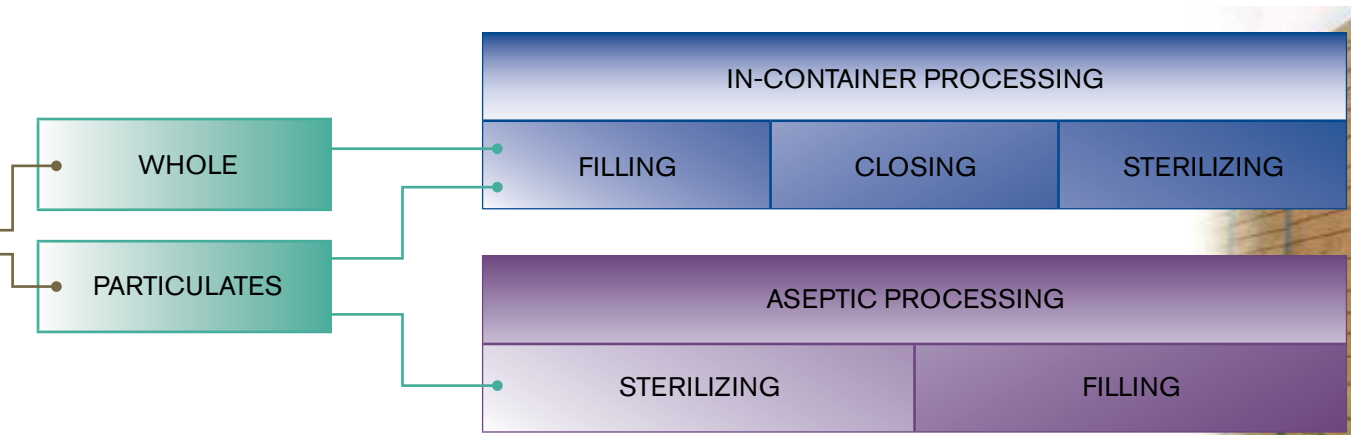 IN-CONTAINER PROCESSING
WHOLE
FILLING
CLOSING
STERILIZING
PARTICULATES
ASEPTIC PROCESSING
STERILIZING
FILLING